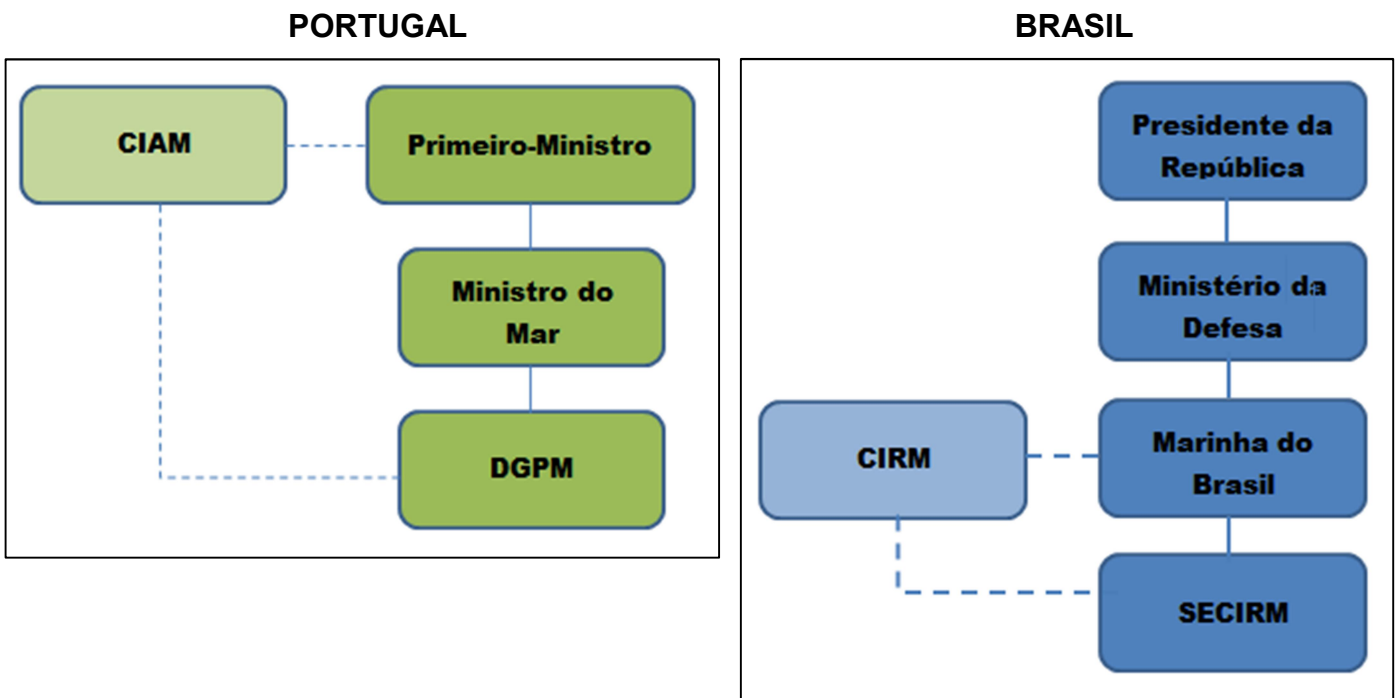 PORTUGAL
CIAM
Primeiro-Ministro
Ministro do
Mar
DGPM
BRASIL
Presidente da
República
Ministério da
Defesa
CIRM
Marinha do
Brasil
SECIRM